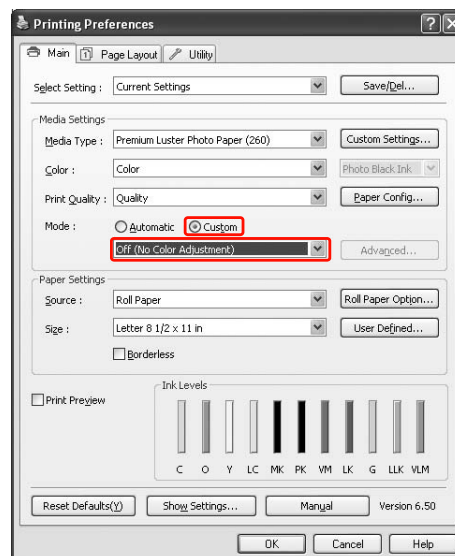 Printing Preferences
Main Page Layout Utility
Select Setting : Current Settings Save/Del...
Media Settings
Media Type : Premium Luster Photo Paper (260) Custom Settings...
Color : Color Photo Black Ink
Print Quality : Quality Paper Config...
Mode : Automatic Custom
Off (No Color Adjustment) Advanced...
Paper Settings
Source : Roll Paper Roll Paper Option...
Size : Letter 8 1/2 x 11 in User Defined...
Borderless
Print Preview
Ink Levels
C O Y LC MK PK VM LK G LLK VLM
Reset Defaults(Y) Show Settings... Manual Version 6.50
OK Cancel Help